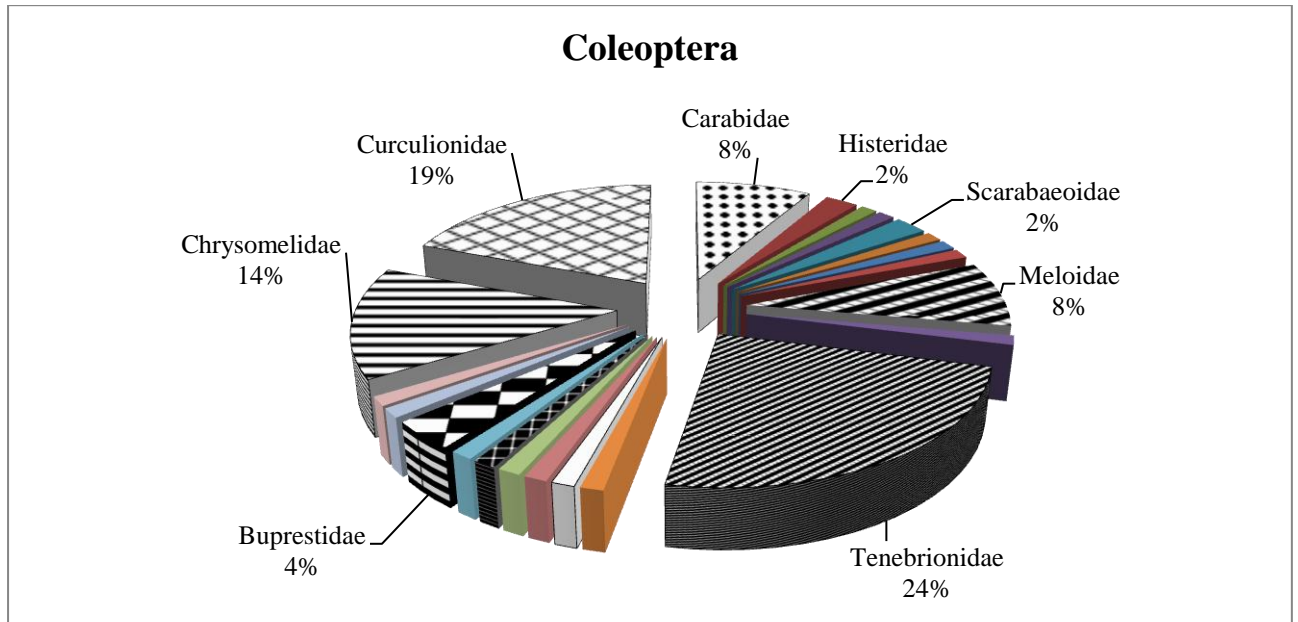 Coleoptera
Carabidae
8%
Histeridae
2%
Scarabaeoidae
2%
Meloidae
8%
Tenebrionidae
24%
Buprestidae
4%
Chrysomelidae
14%
Curculionidae
19%